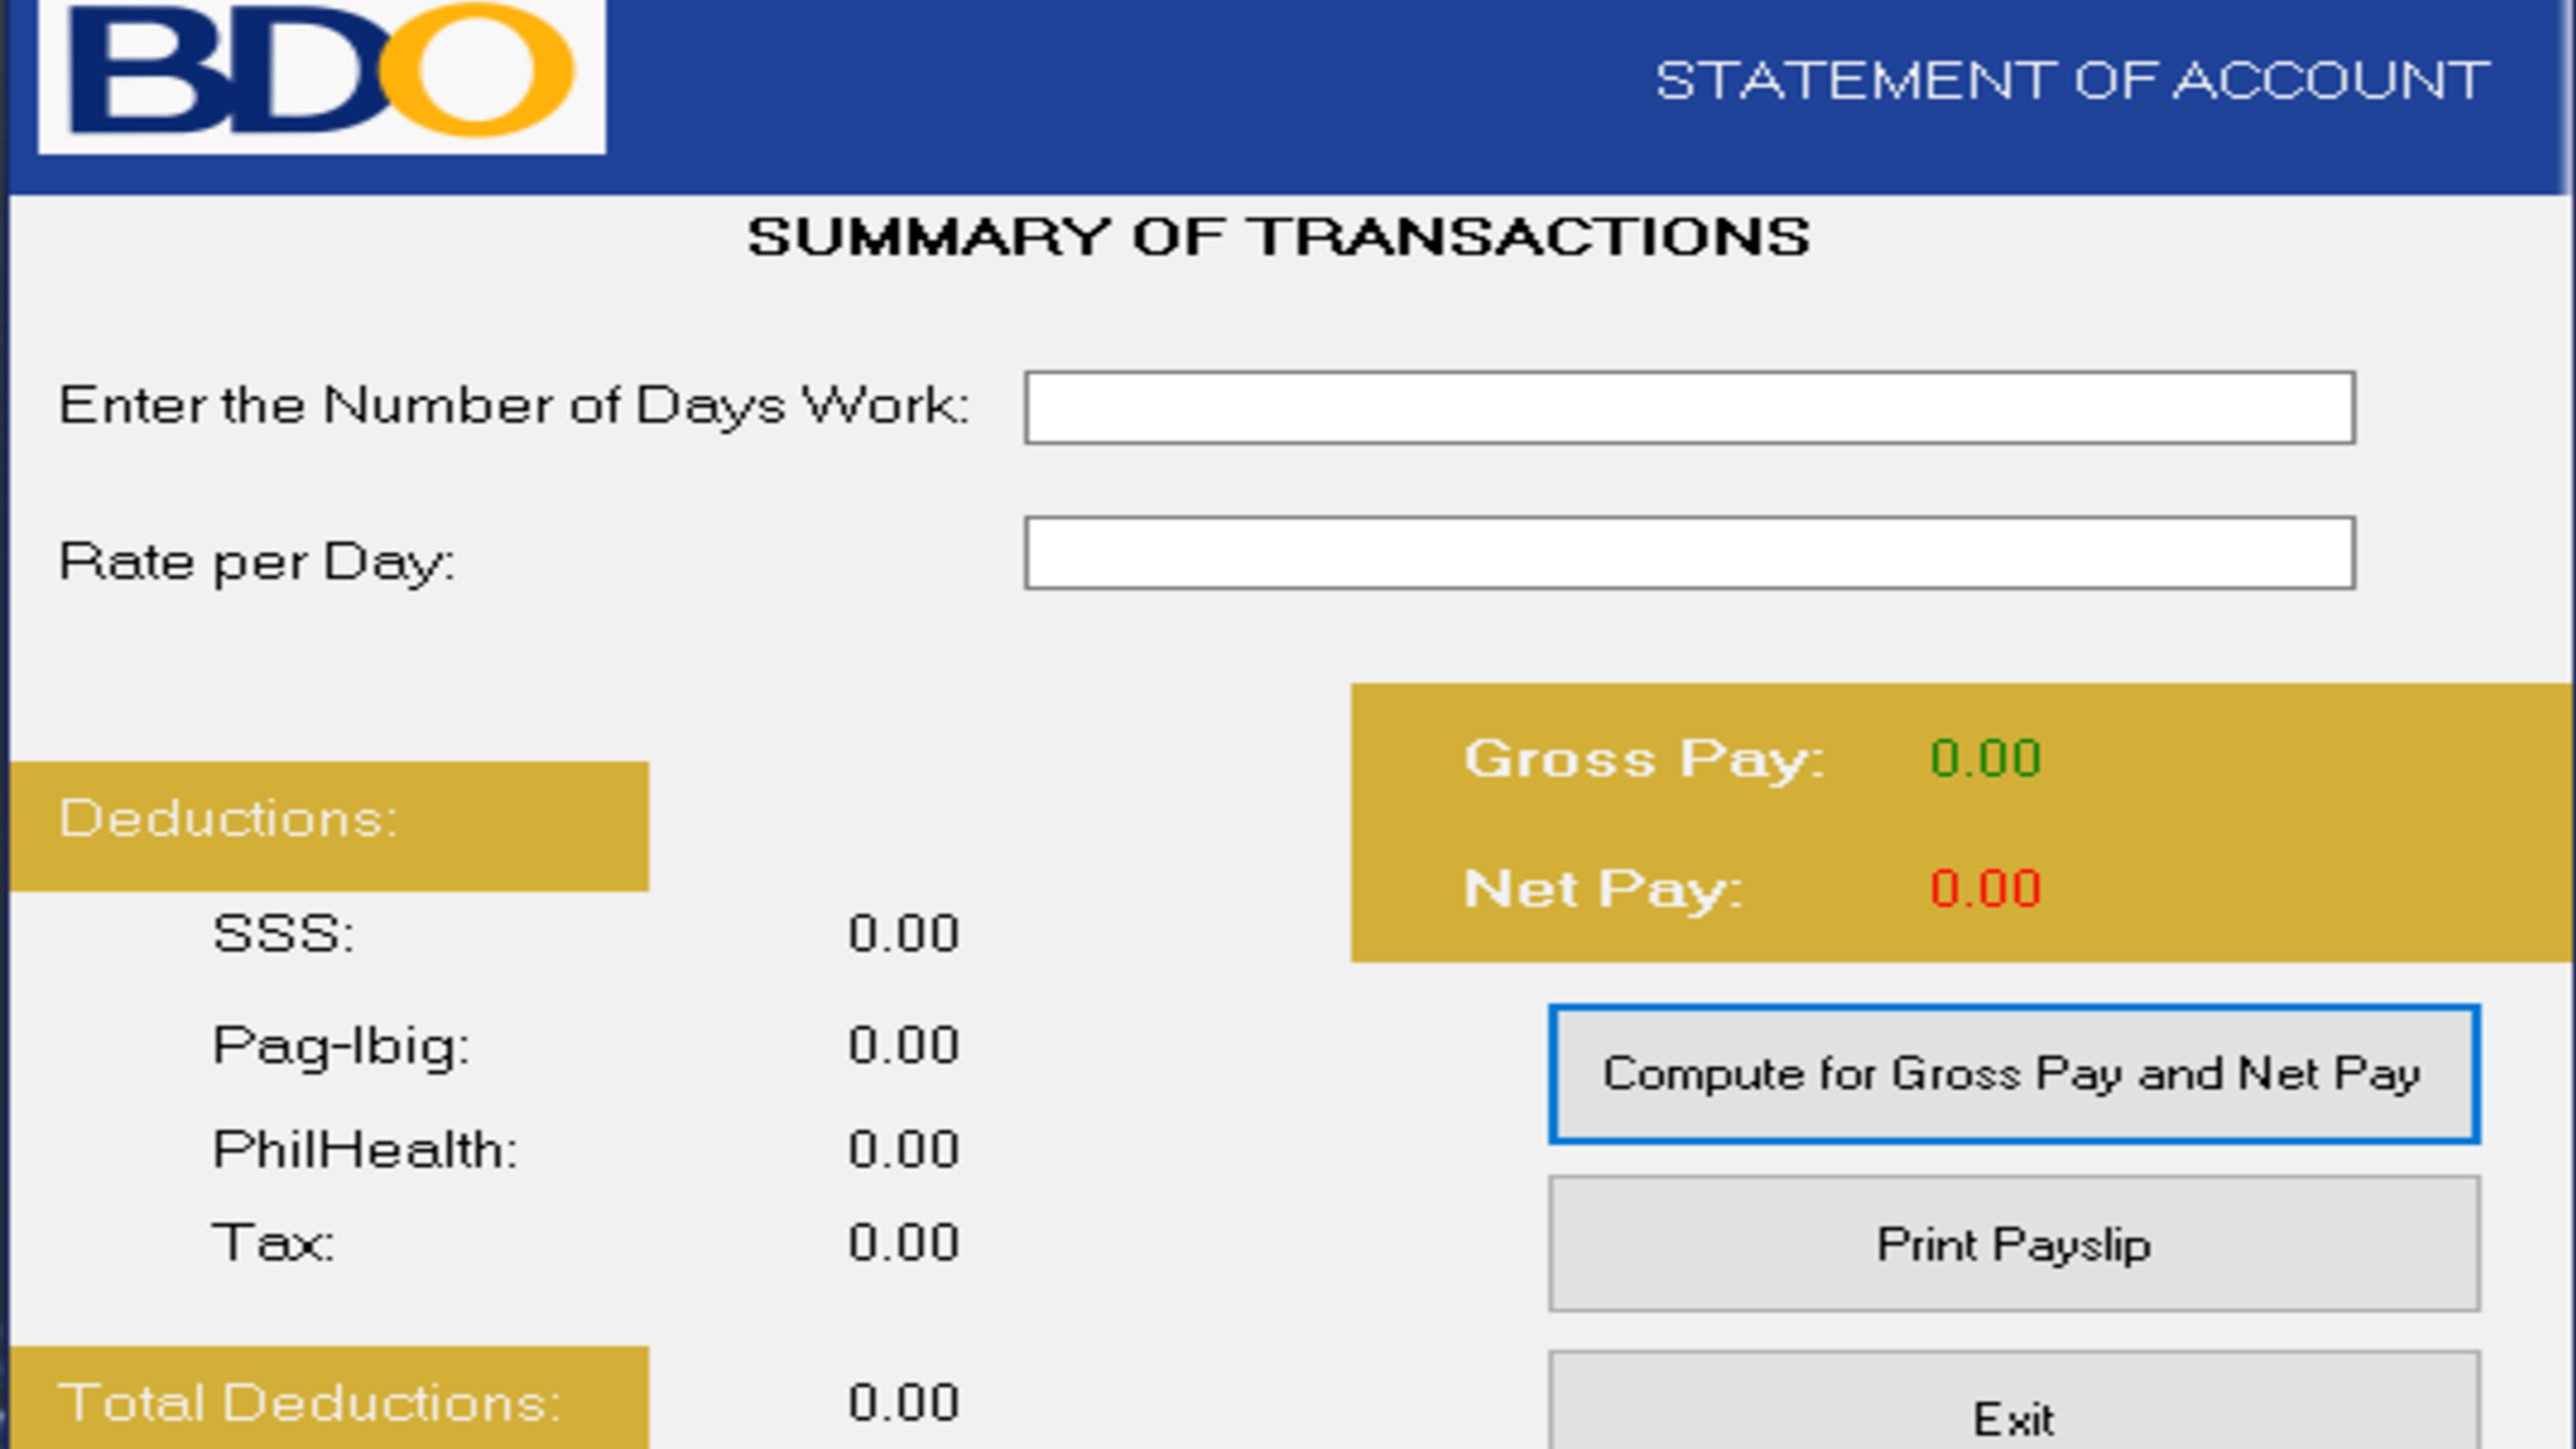 BDO
STATEMENT OF ACCOUNT
SUMMARY OF TRANSACTIONS
Enter the Number of Days Work:
Rate per Day:
Gross Pay: 0.00
Deductions:
Net Pay: 0.00
SSS: 0.00
Pag-Ibig: 0.00
Compute for Gross Pay and Net Pay
PhilHealth: 0.00
Tax: 0.00
Print Payslip
Total Deductions: 0.00
Exit